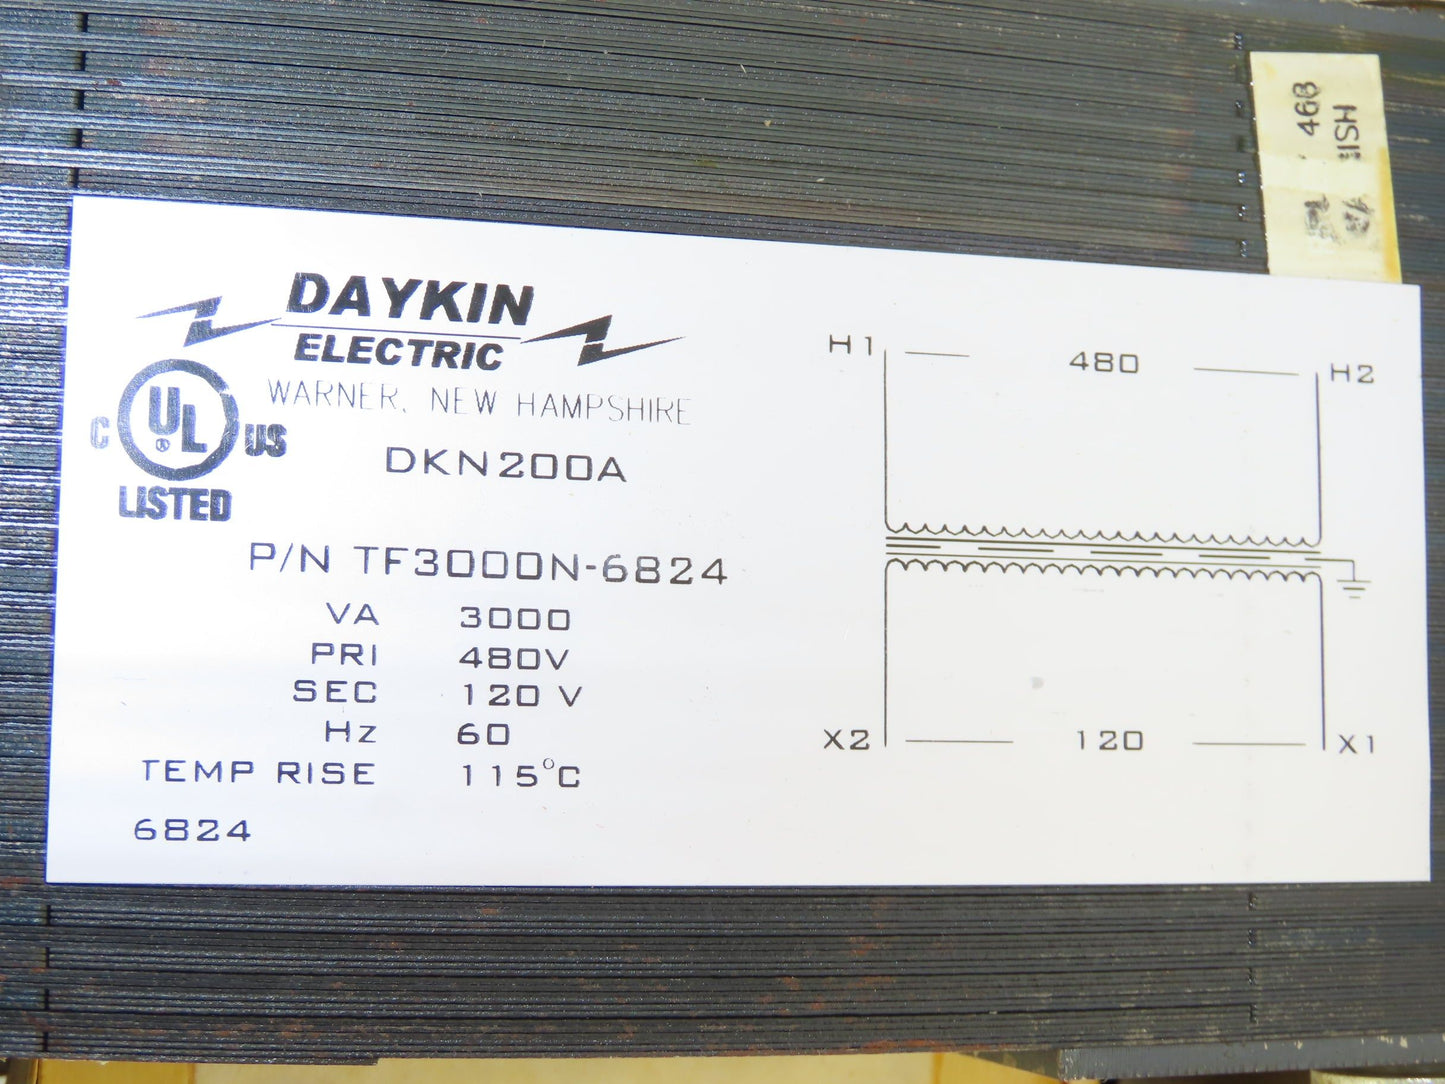 DAYKIN
ELECTRIC
WARNER, NEW HAMPSHIRE
C UL® US
LISTED
DKN200A
P/N TF3000N-6824
VA 3000
PRI 480V
SEC 120 V
Hz 60
TEMP RISE 115°C
6824
H1 480 H2
X2 120 X1
46B